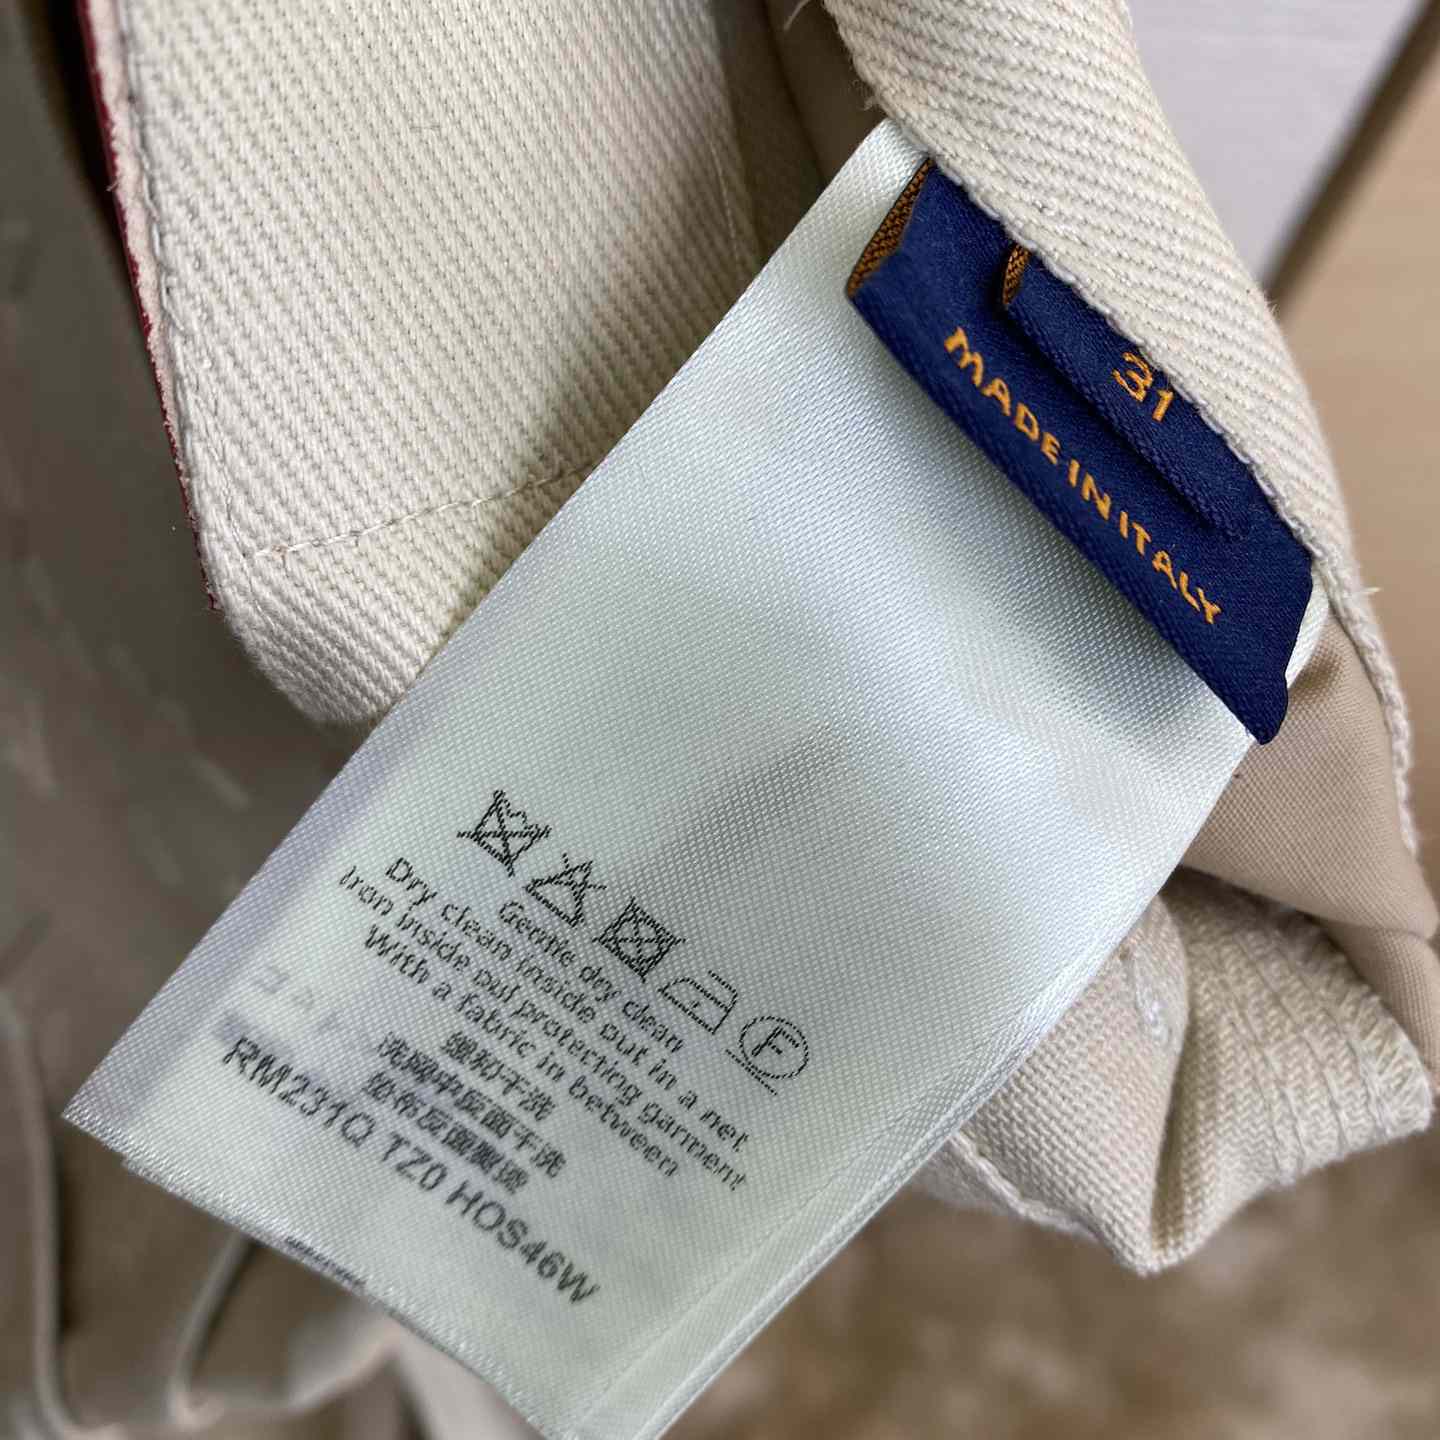 31
MADE IN ITALY
F
Gentle dry clean
Dry clean inside out in a net
Iron inside out protecting garment
With a fabric in between
缓和干洗
洗网中反面干洗
垫布反面熨烫
RM231Q TZ0 HOS46W